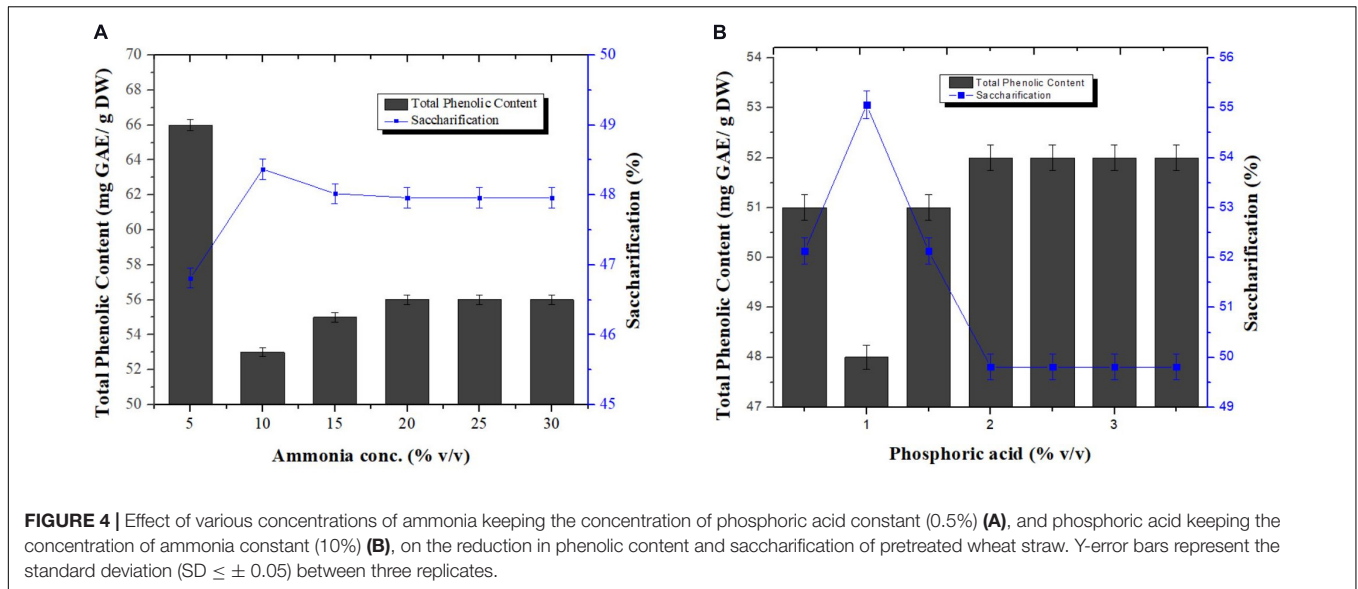 A
70
68
66
64
62
60
58
56
54
52
50
Total Phenolic Content (mg GAE/ g DW)
Total Phenolic Content
Saccharification
50
49
48
47
46
45
Saccharification (%)
5 10 15 20 25 30
Ammonia conc. (% v/v)
B
54
53
52
51
50
49
48
47
Total Phenolic Content (mg GAE/ g DW)
Total Phenolic Content
Saccharification
56
55
54
53
52
51
50
49
Saccharification (%)
1 2 3
Phosphoric acid (% v/v)
FIGURE 4 | Effect of various concentrations of ammonia keeping the concentration of phosphoric acid constant (0.5%) (A), and phosphoric acid keeping the
concentration of ammonia constant (10%) (B), on the reduction in phenolic content and saccharification of pretreated wheat straw. Y-error bars represent the
standard deviation (SD ≤ ± 0.05) between three replicates.